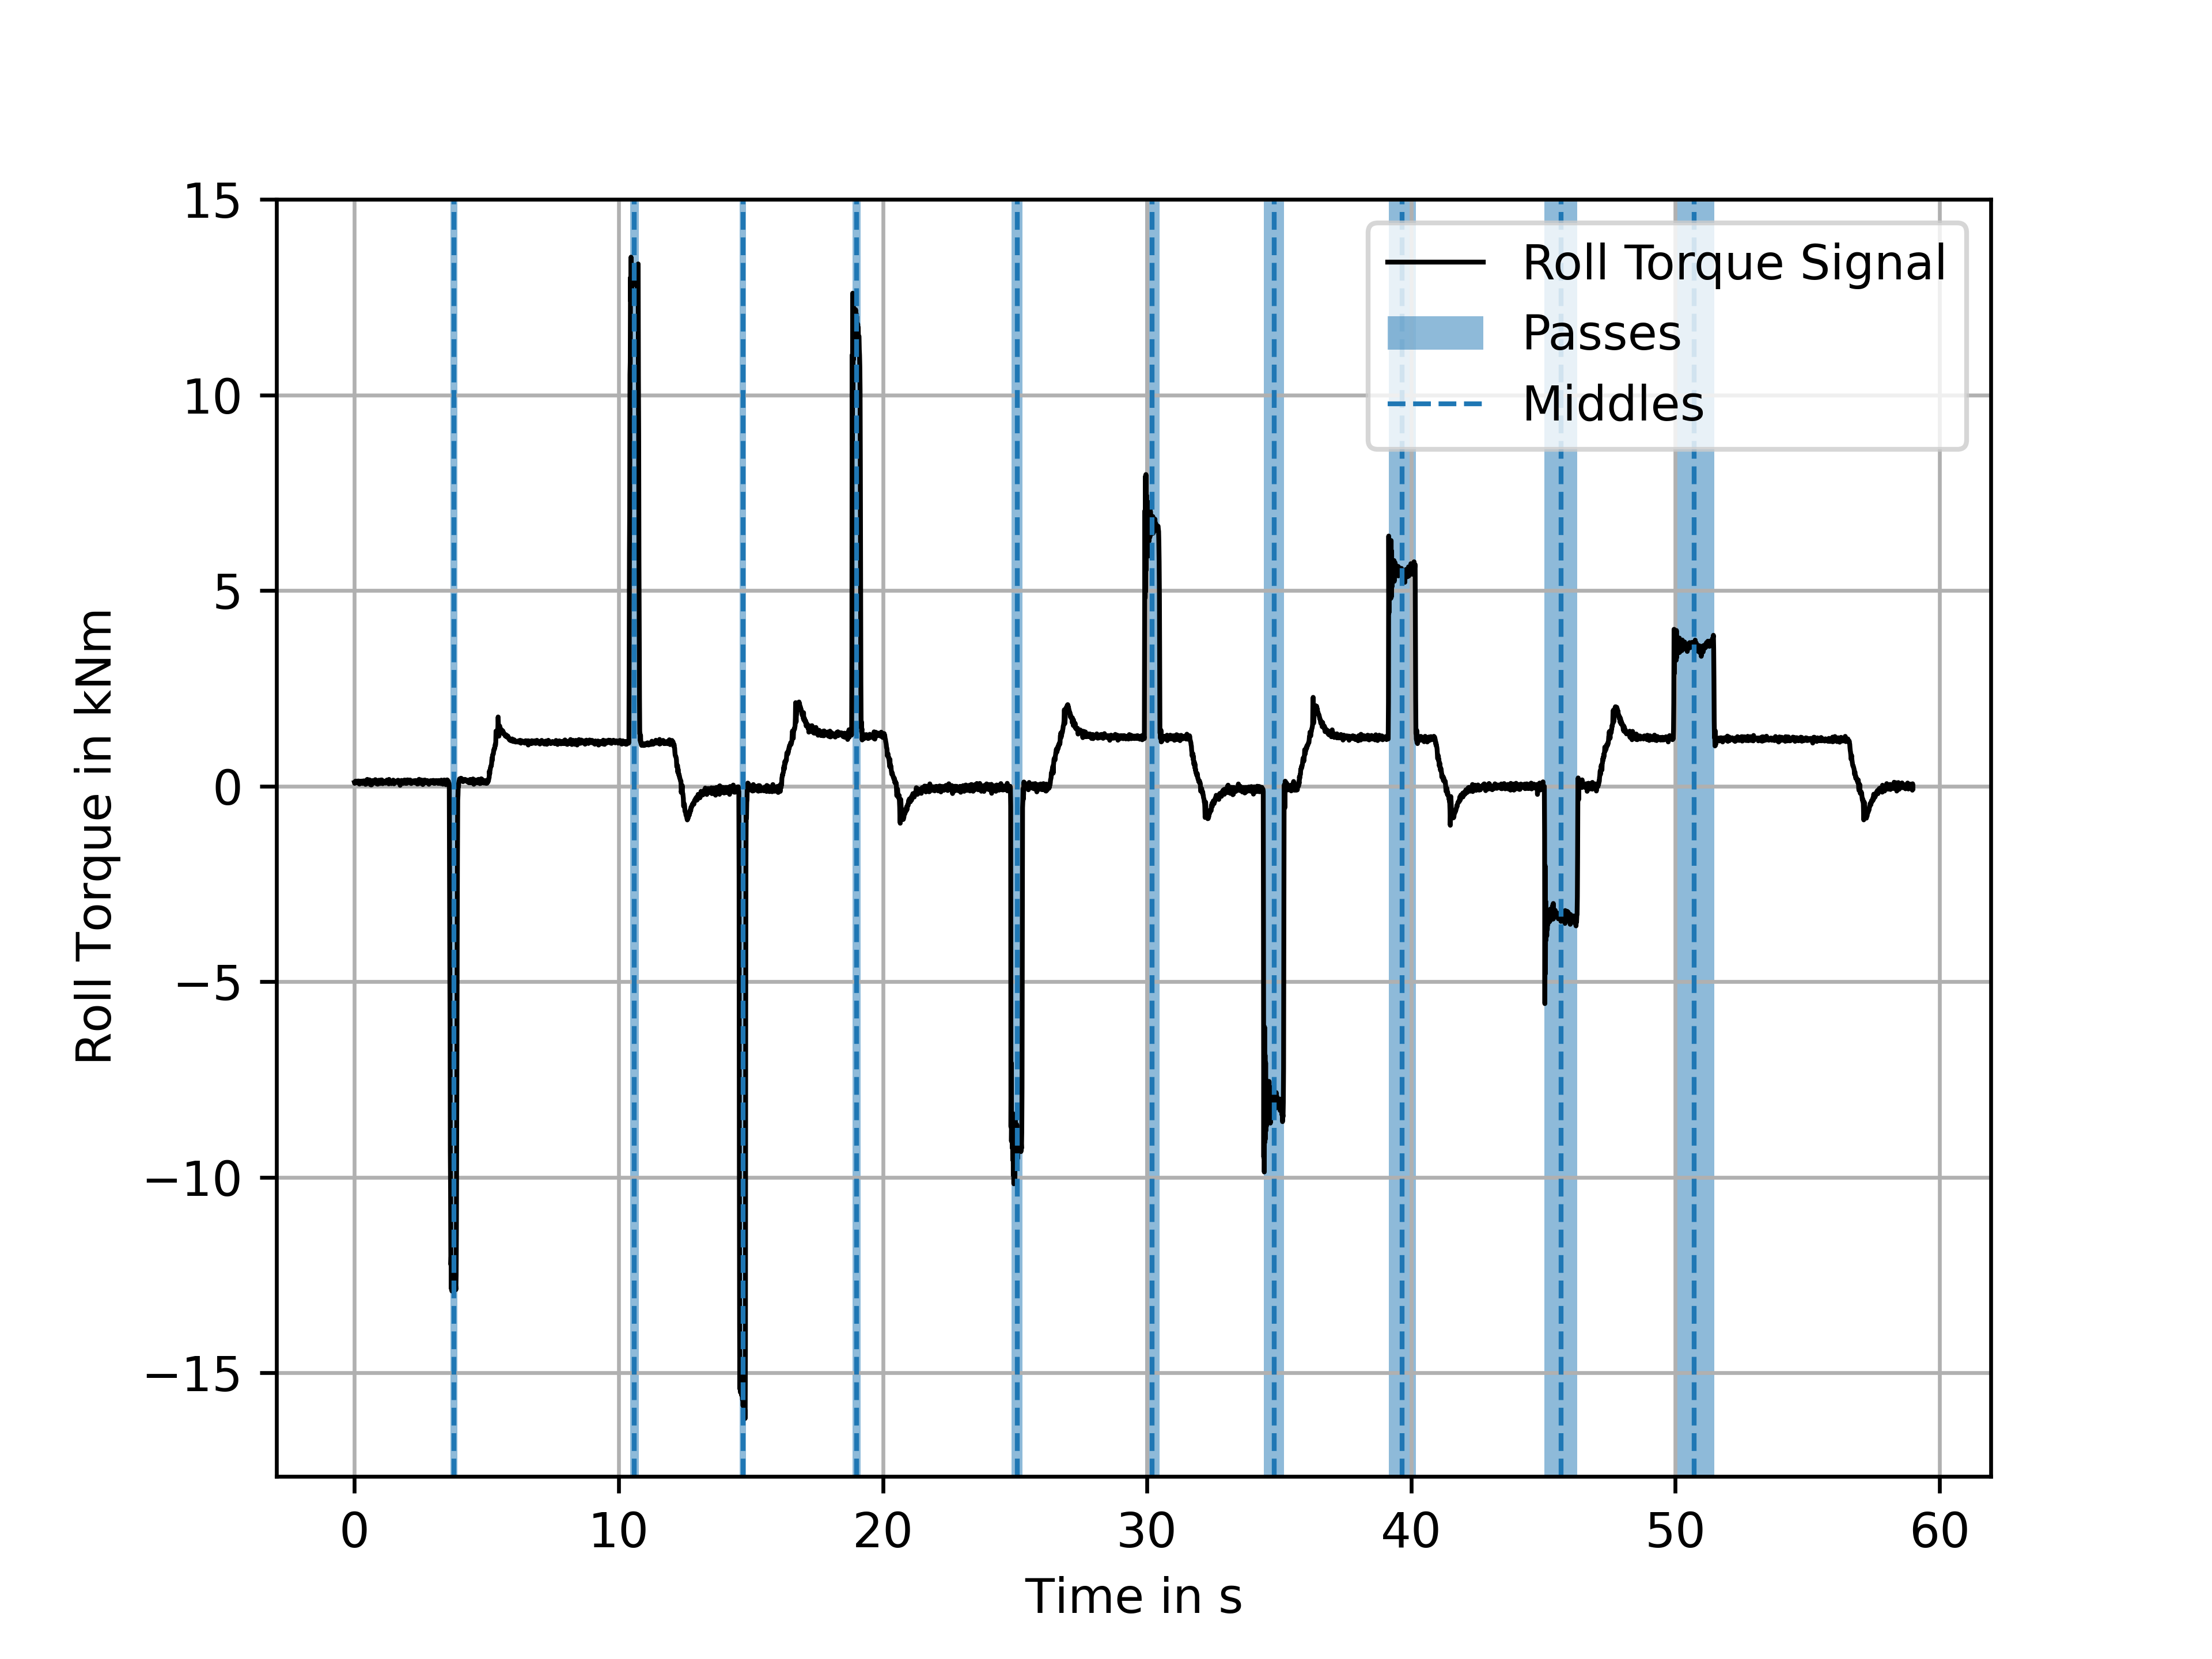 15
10
5
0
−5
−10
−15
Roll Torque in kNm
Roll Torque Signal
Passes
Middles
0 10 20 30 40 50 60
Time in s